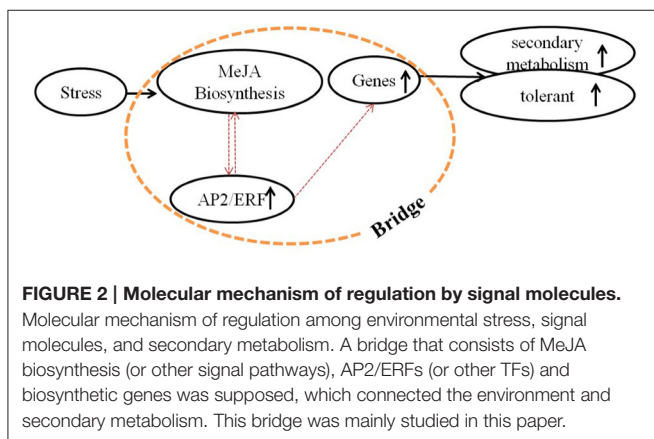 secondary
metabolism ↑
MeJA
Biosynthesis
Genes ↑
Stress
tolerant ↑
AP2/ERF ↑
Bridge
FIGURE 2 | Molecular mechanism of regulation by signal molecules.
Molecular mechanism of regulation among environmental stress, signal
molecules, and secondary metabolism. A bridge that consists of MeJA
biosynthesis (or other signal pathways), AP2/ERFs (or other TFs) and
biosynthetic genes was supposed, which connected the environment and
secondary metabolism. This bridge was mainly studied in this paper.